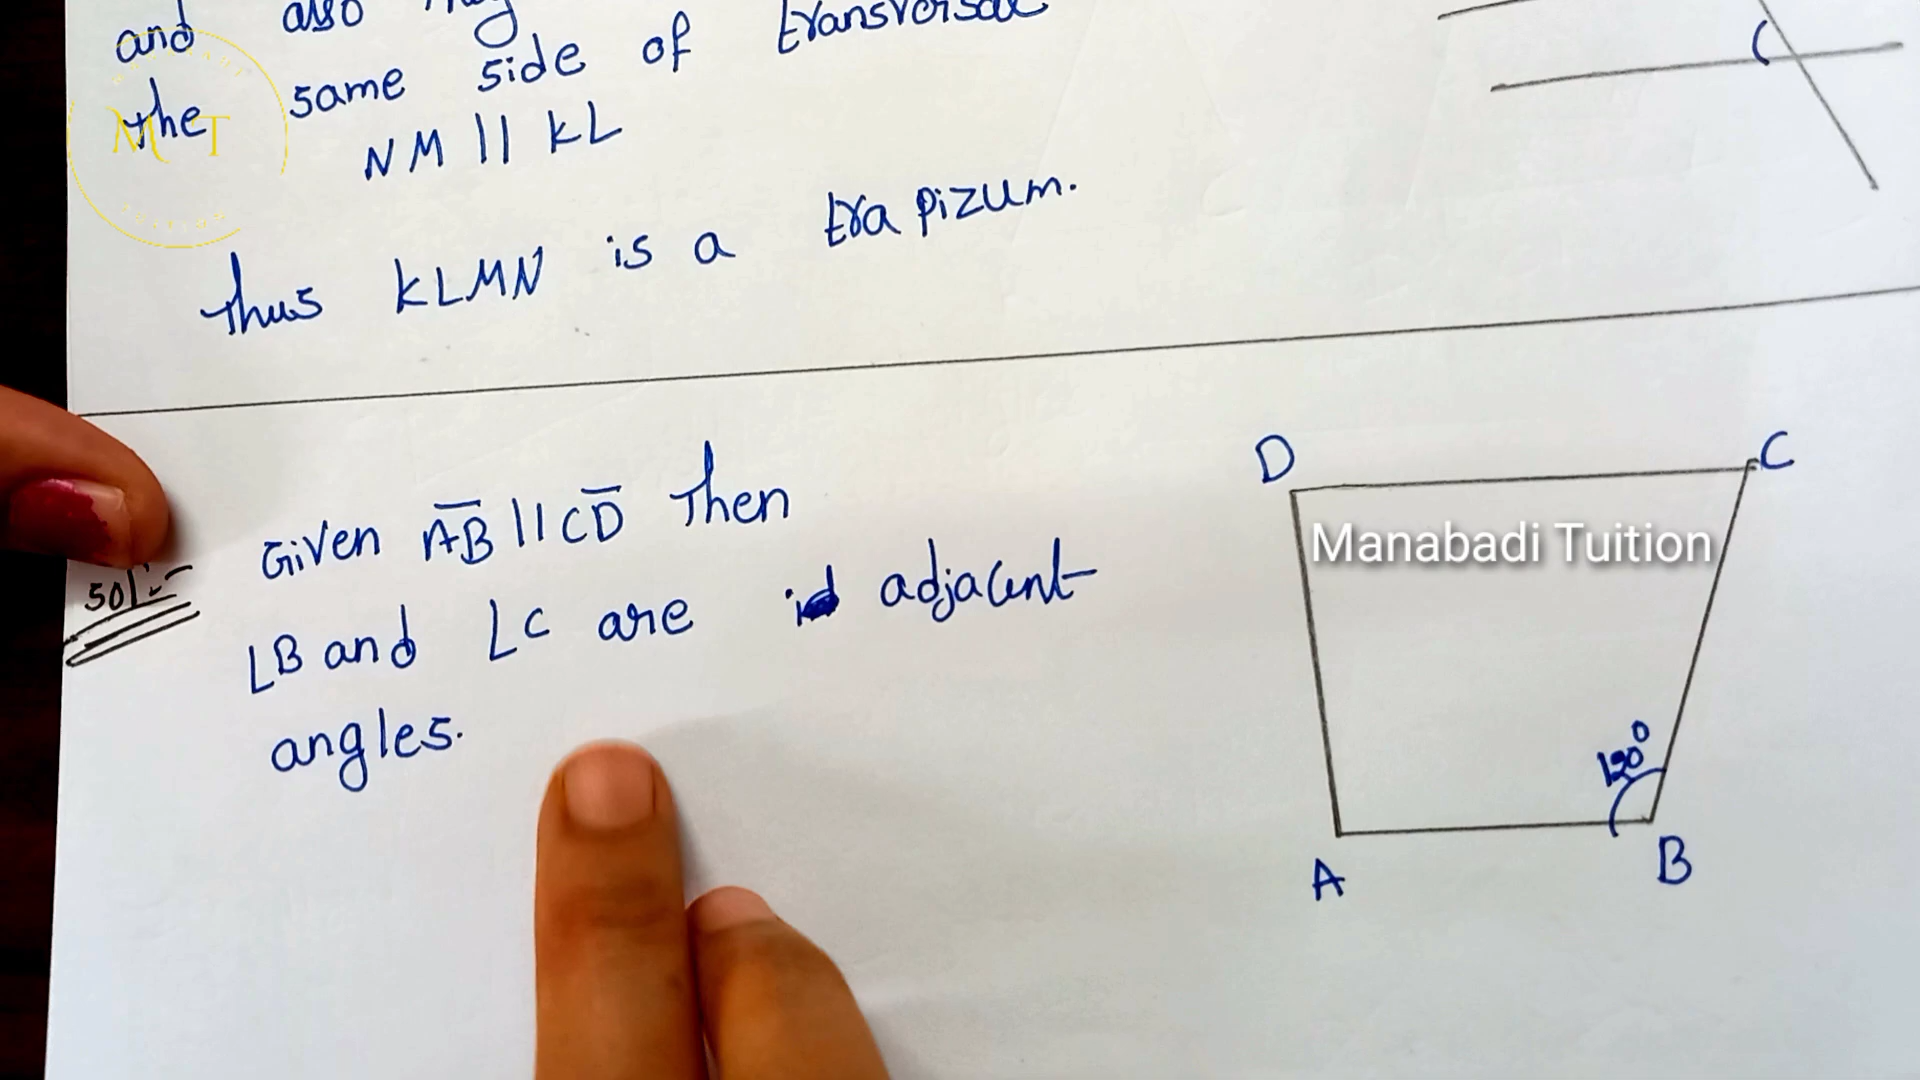 and also
the same side of transversal
NM || KL
Thus KLMN is a trapizum.
Sol:-
Given AB || CD Then
∠B and ∠C are adjacent
angles.
D
C
Manabadi Tuition
120°
A
B
MT